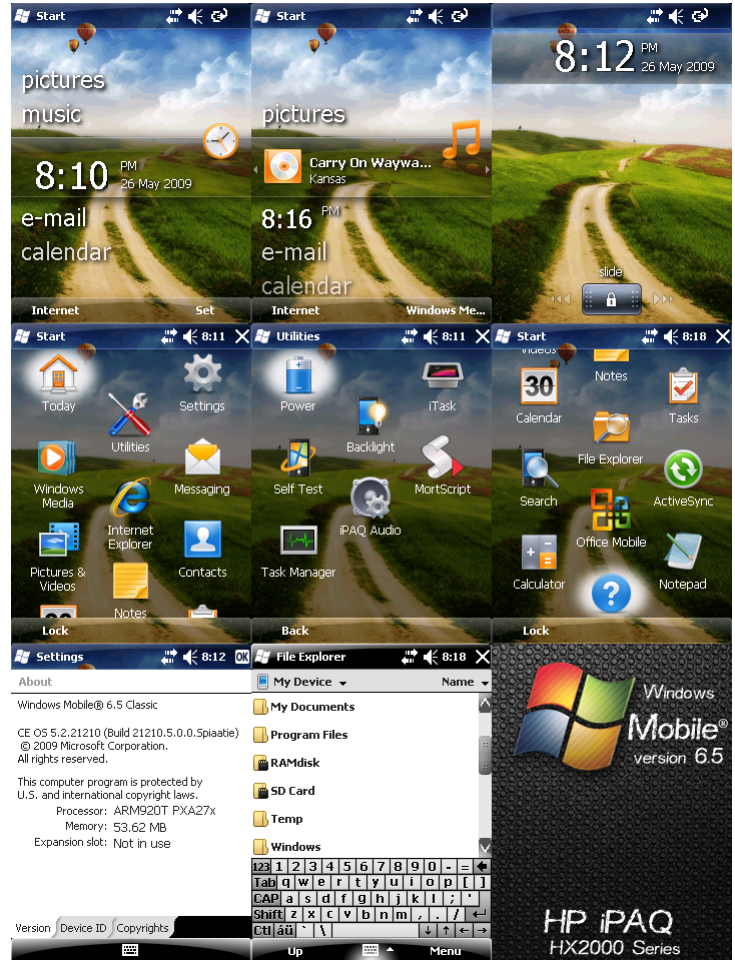 Start
pictures
music
8:10 PM
26 May 2009
e-mail
calendar
Internet Set
Start
pictures
Carry On Waywa...
Kansas
8:16 PM
e-mail
calendar
Internet Windows Me...
8:12 PM
26 May 2009
slide
Start 8:11
Today
Settings
Utilities
Windows
Media
Messaging
Internet
Explorer
Pictures &
Videos
Contacts
Notes
Lock
Utilities 8:11
Power
iTask
Backlight
Self Test
MortScript
iPAQ Audio
Task Manager
Back
Start 8:18
Videos
Notes
30
Calendar
Tasks
File Explorer
Search
ActiveSync
Office Mobile
Calculator
Notepad
Lock
Settings 8:12 OK
About
Windows Mobile® 6.5 Classic
CE OS 5.2.21210 (Build 21210.5.0.0.Spiaatie)
© 2009 Microsoft Corporation.
All rights reserved.
This computer program is protected by
U.S. and international copyright laws.
Processor: ARM920T PXA27x
Memory: 53.62 MB
Expansion slot: Not in use
Version Device ID Copyrights
File Explorer 8:18
My Device Name
My Documents
Program Files
RAMdisk
SD Card
Temp
Windows
123 1 2 3 4 5 6 7 8 9 0 - =
Tab q w e r t y u i o p [ ]
CAP a s d f g h j k l ; '
Shift z x c v b n m , . /
Ctl áü ` \
Up Menu
Windows
Mobile®
version 6.5
HP iPAQ
HX2000 Series